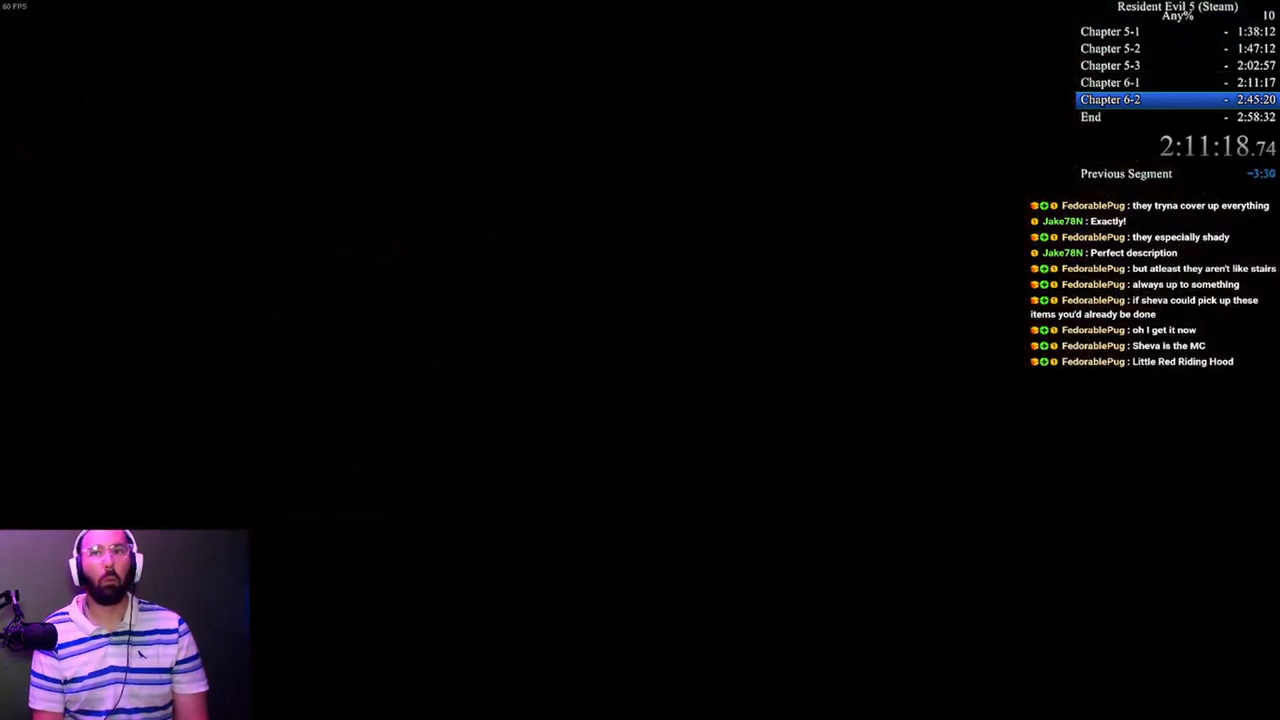 60 FPS
Resident Evil 5 (Steam)
Any%
10
Chapter 5-1 - 1:38:12
Chapter 5-2 - 1:47:12
Chapter 5-3 - 2:02:57
Chapter 6-1 - 2:11:17
Chapter 6-2 - 2:45:20
End - 2:58:32
2:11:18.74
Previous Segment -3:30
FedorablePug : they tryna cover up everything
Jake78N : Exactly!
FedorablePug : they especially shady
Jake78N : Perfect description
FedorablePug : but atleast they aren't like stairs
FedorablePug : always up to something
FedorablePug : if sheva could pick up these
items you'd already be done
FedorablePug : oh I get it now
FedorablePug : Sheva is the MC
FedorablePug : Little Red Riding Hood